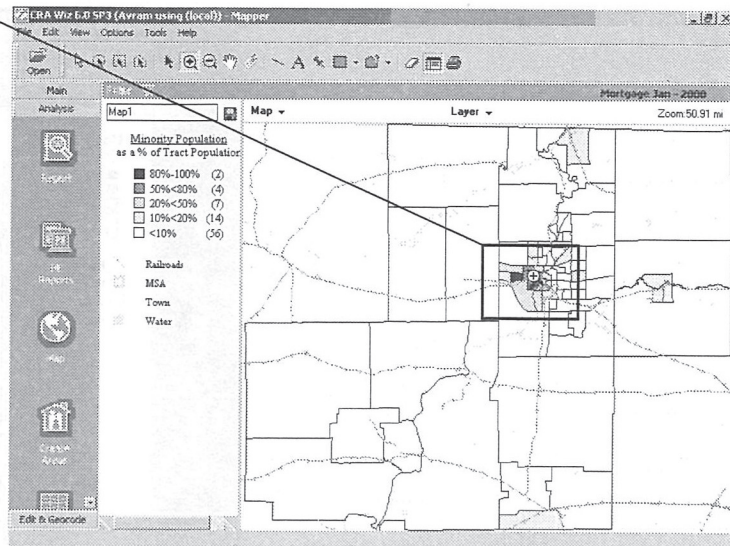 CRA Wiz 6.0 SP3 (Avram using (local)) - Mapper
File Edit View Options Tools Help
Open
Main
Analysis
Report
Map
Edit & Geocode
Mortgage Jan - 2000
Map1
Map
Layer
Zoom: 50.91 mi
Minority Population
as a % of Tract Population
80%-100% (2)
50%<80% (4)
20%<50% (7)
10%<20% (14)
<10% (56)
Railroads
MSA
Town
Water